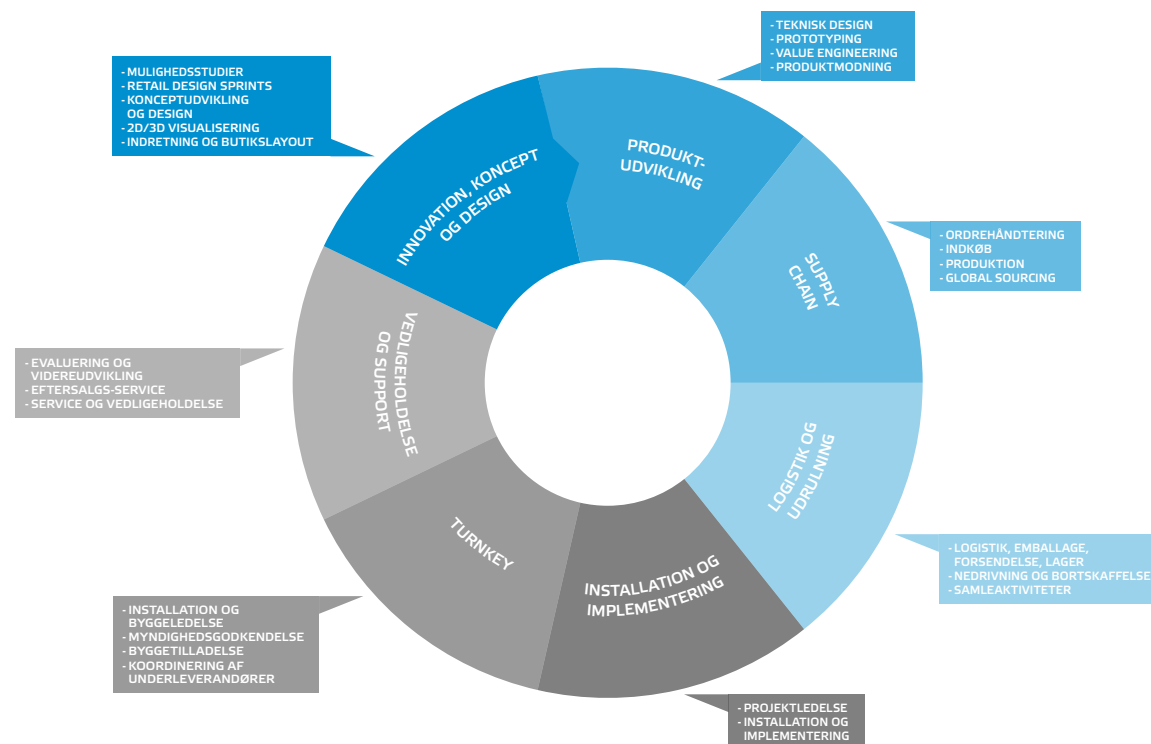 - MULIGHEDSSTUDIER
- RETAIL DESIGN SPRINTS
- KONCEPTUDVIKLING
OG DESIGN
- 2D/3D VISUALISERING
- INDRETNING OG BUTIKSLAYOUT
INNOVATION, KONCEPT
OG DESIGN
- TEKNISK DESIGN
- PROTOTYPING
- VALUE ENGINEERING
- PRODUKTMODNING
PRODUKT-
UDVIKLING
- ORDREHÅNDTERING
- INDKØB
- PRODUKTION
- GLOBAL SOURCING
SUPPLY
CHAIN
- LOGISTIK, EMBALLAGE,
FORSENDELSE, LAGER
- NEDRIVNING OG BORTSKAFFELSE
- SAMLEAKTIVITETER
LOGISTIK OG
UDRULNING
- PROJEKTLEDELSE
- INSTALLATION OG
IMPLEMENTERING
INSTALLATION OG
IMPLEMENTERING
- INSTALLATION OG
BYGGELEDELSE
- MYNDIGHEDSGODKENDELSE
- BYGGETILLADELSE
- KOORDINERING AF
UNDERLEVERANDØRER
TURNKEY
- EVALUERING OG
VIDEREUDVIKLING
- EFTERSALGS-SERVICE
- SERVICE OG VEDLIGEHOLDELSE
VEDLIGEHOLDELSE
OG SUPPORT